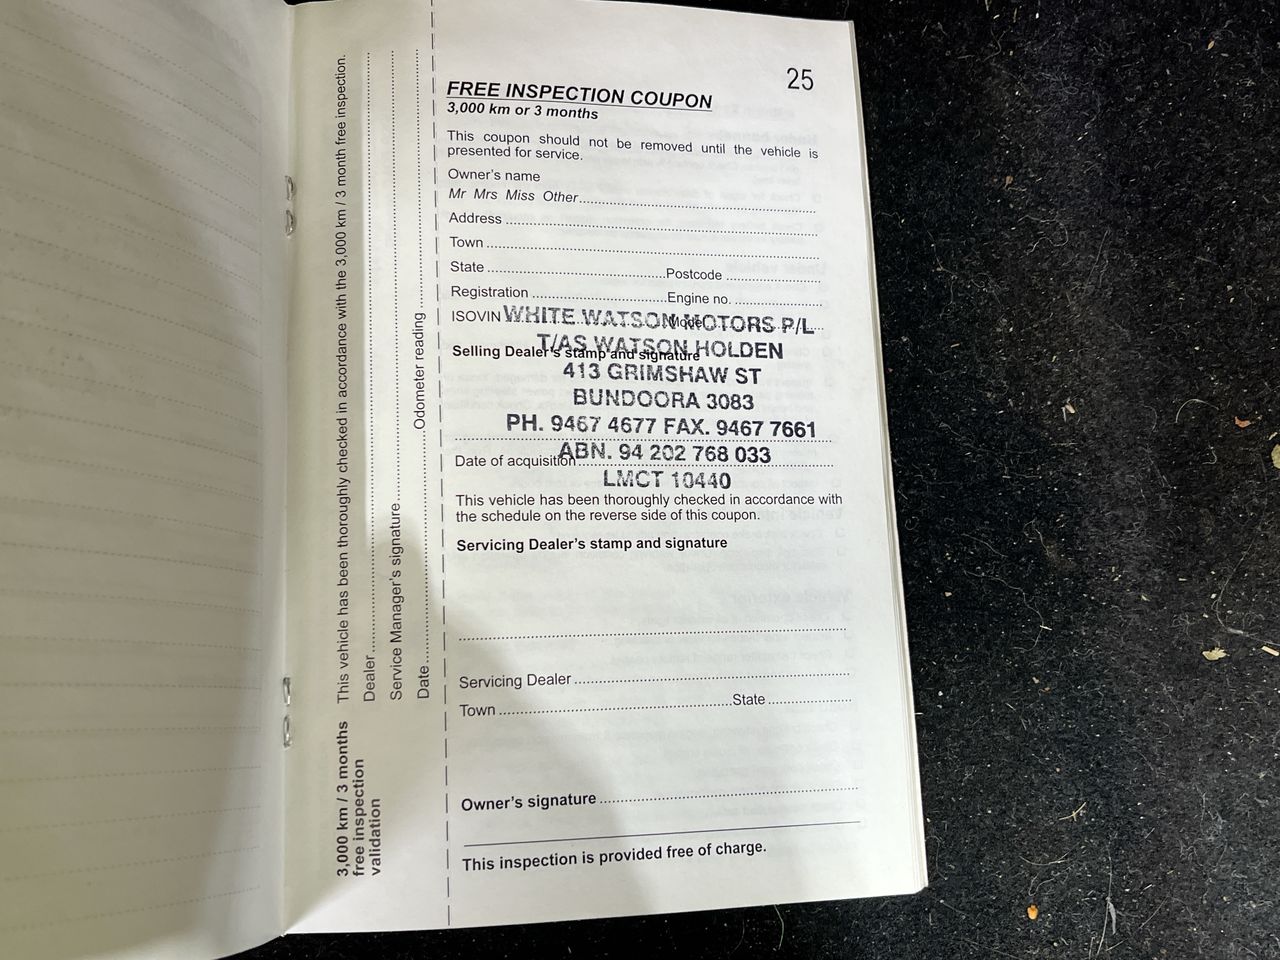 25
FREE INSPECTION COUPON
3,000 km or 3 months
This coupon should not be removed until the vehicle is
presented for service.
Owner's name
Mr Mrs Miss Other
Address
Town
State Postcode
Registration Engine no.
ISOVIN Model
WHITE WATSON MOTORS P/L
T/AS WATSON HOLDEN
Selling Dealer's stamp and signature
413 GRIMSHAW ST
BUNDOORA 3083
PH. 9467 4677 FAX. 9467 7661
ABN. 94 202 768 033
Date of acquisition
LMCT 10440
This vehicle has been thoroughly checked in accordance with
the schedule on the reverse side of this coupon.
Servicing Dealer's stamp and signature
Servicing Dealer
Town State
Owner's signature
This inspection is provided free of charge.
3,000 km / 3 months
free inspection
validation
This vehicle has been thoroughly checked in accordance with the 3,000 km / 3 month free inspection.
Dealer
Service Manager's signature
Date Odometer reading